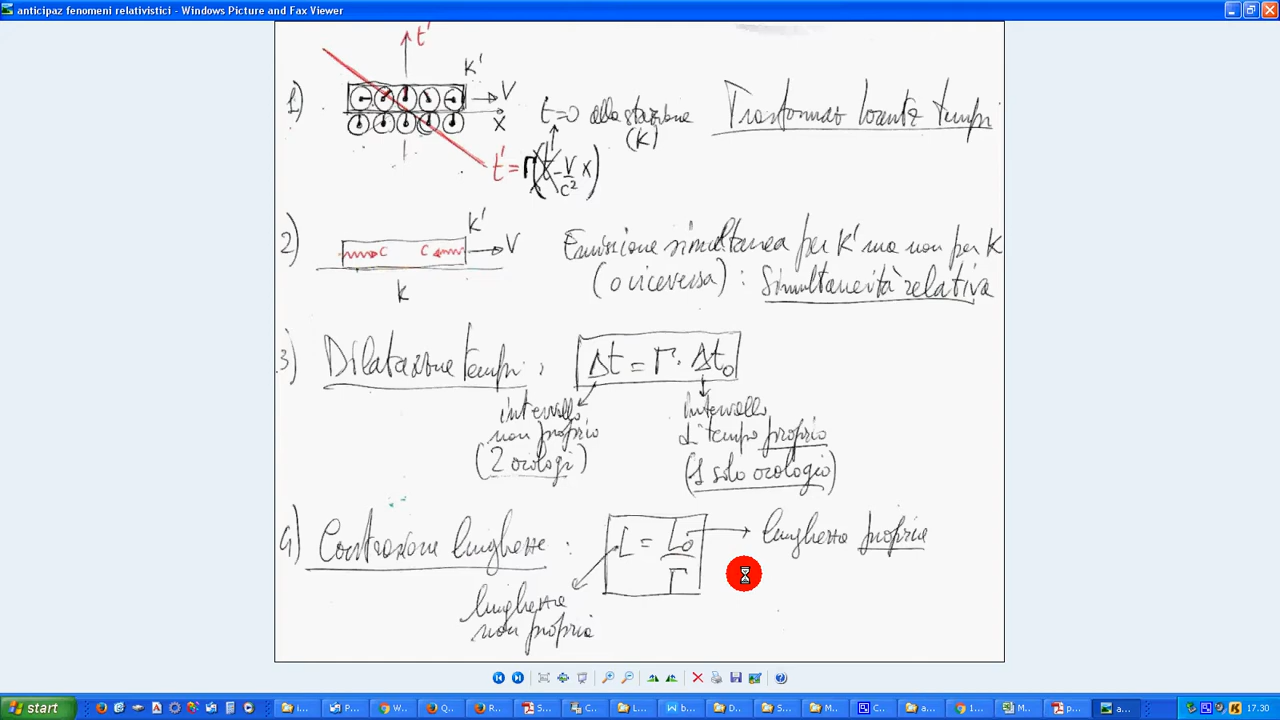 anticipaz fenomeni relativistici - Windows Picture and Fax Viewer
t'
K'
1)
V
x
t=0 alla stazione
(K)
Trasformaz Lorentz tempi
t' = Γ(t - V/c² x)
2)
K'
c c
V
K
Emissione simultanea per K' ma non per K
(o viceversa) : Simultaneità relativa
3) Dilatazione tempi : Δt = Γ · Δt₀
intervallo
non proprio
(2 orologi)
intervallo
di tempo proprio
(1 solo orologio)
4) Contrazione lunghezze : L = L₀/Γ
lunghezza propria
lunghezza
non propria
start
i...
P...
W...
Q...
R...
S...
C...
L...
b...
D...
S...
M...
C...
a...
1...
M...
p...
a...
17.30